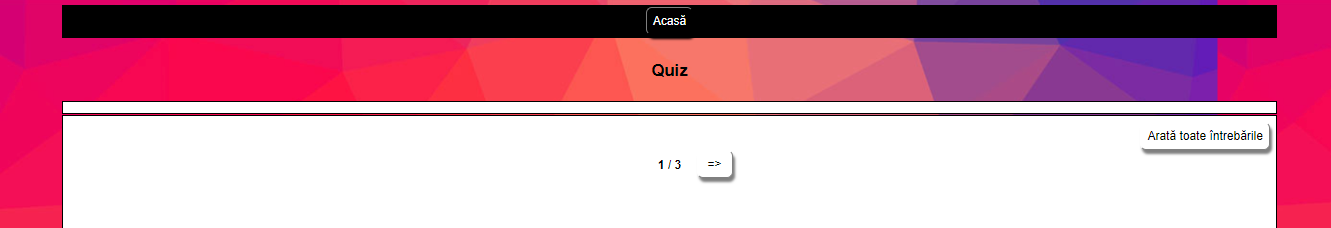 Acasă
Quiz
Arată toate întrebările
1 / 3 =>